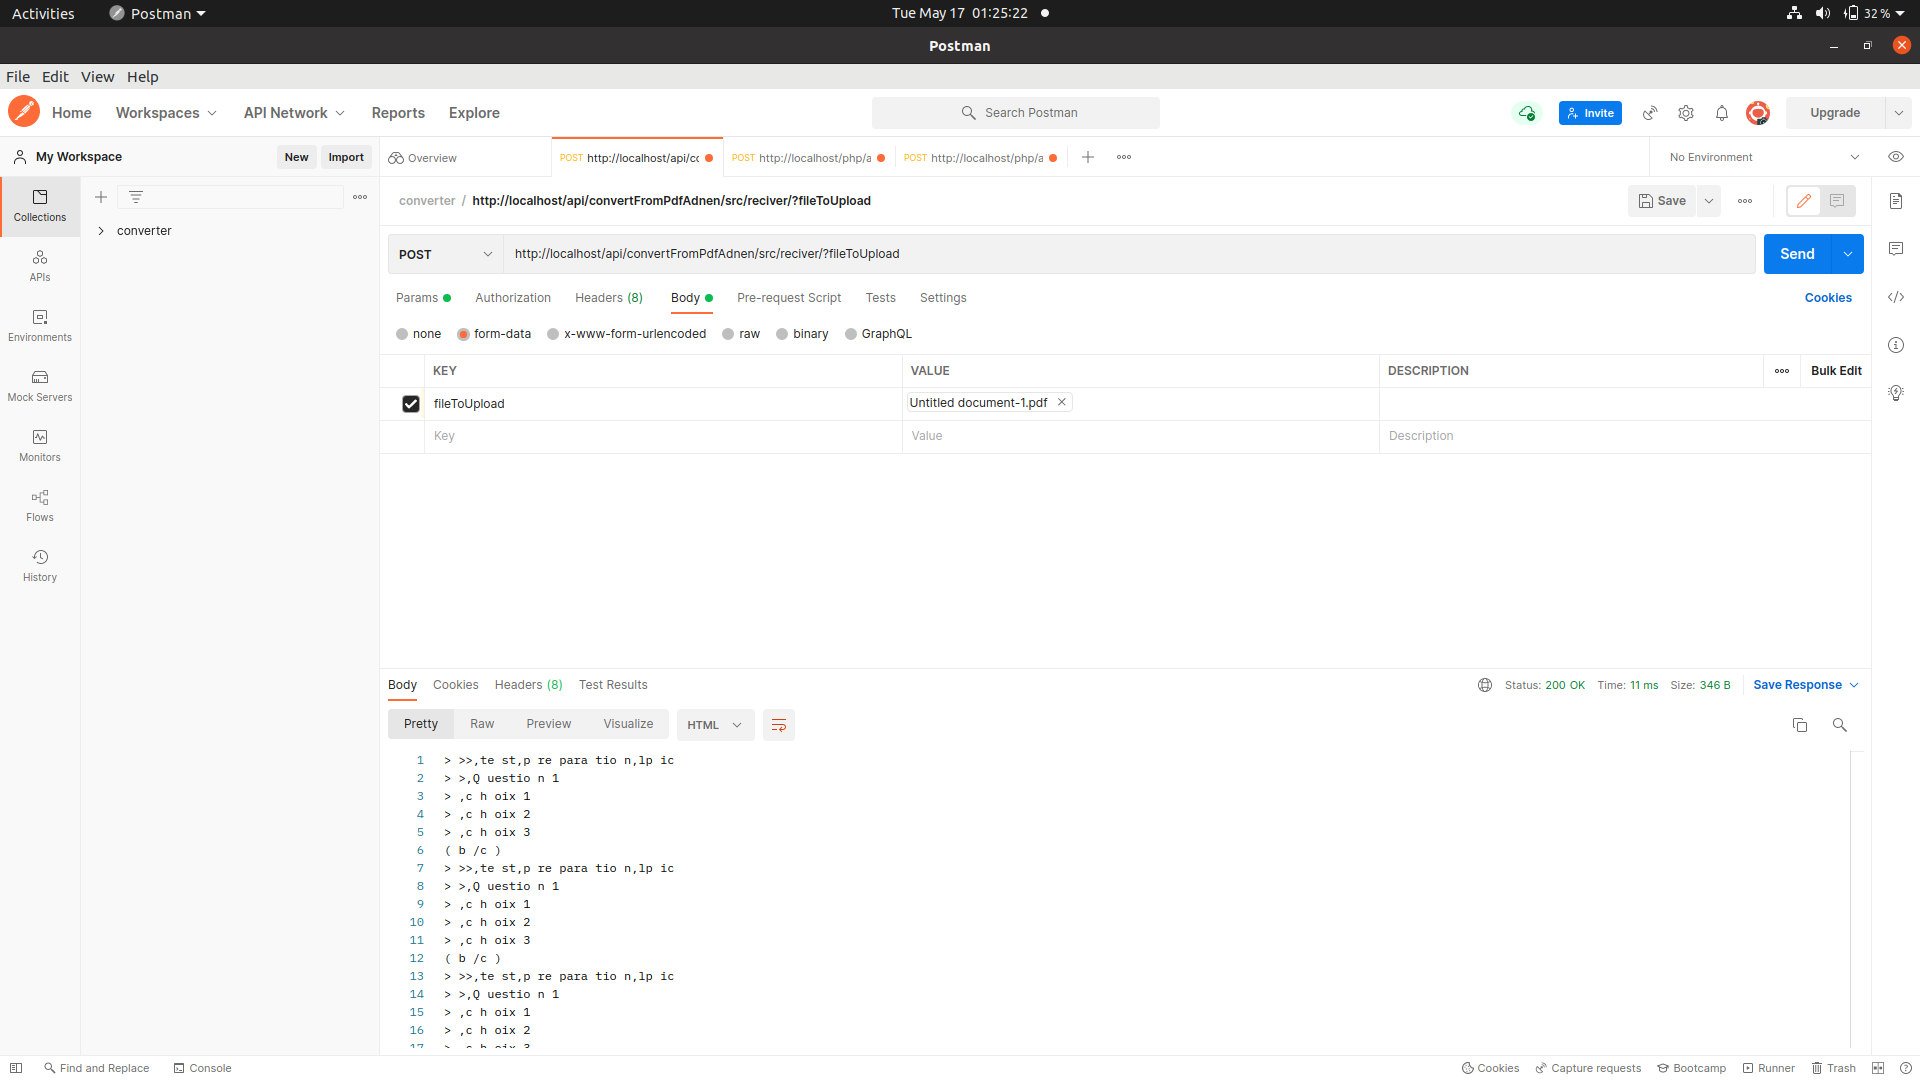 Activities
Postman
Tue May 17 01:25:22
32 %
Postman
File Edit View Help
Home
Workspaces
API Network
Reports
Explore
Search Postman
Invite
Upgrade
My Workspace
New
Import
Overview
POST http://localhost/api/co
POST http://localhost/php/a
POST http://localhost/php/a
No Environment
Collections
APIs
Environments
Mock Servers
Monitors
Flows
History
converter
converter / http://localhost/api/convertFromPdfAdnen/src/reciver/?fileToUpload
Save
POST
http://localhost/api/convertFromPdfAdnen/src/reciver/?fileToUpload
Send
Params
Authorization
Headers (8)
Body
Pre-request Script
Tests
Settings
Cookies
none
form-data
x-www-form-urlencoded
raw
binary
GraphQL
KEY
VALUE
DESCRIPTION
Bulk Edit
fileToUpload
Untitled document-1.pdf
Key
Value
Description
Body
Cookies
Headers (8)
Test Results
Status: 200 OK
Time: 11 ms
Size: 346 B
Save Response
Pretty
Raw
Preview
Visualize
HTML
1 > >>,te st,p re para tio n,lp ic
2 > >,Q uestio n 1
3 > ,c h oix 1
4 > ,c h oix 2
5 > ,c h oix 3
6 ( b /c )
7 > >>,te st,p re para tio n,lp ic
8 > >,Q uestio n 1
9 > ,c h oix 1
10 > ,c h oix 2
11 > ,c h oix 3
12 ( b /c )
13 > >>,te st,p re para tio n,lp ic
14 > >,Q uestio n 1
15 > ,c h oix 1
16 > ,c h oix 2
17 > ,c h oix 3
Find and Replace
Console
Cookies
Capture requests
Bootcamp
Runner
Trash